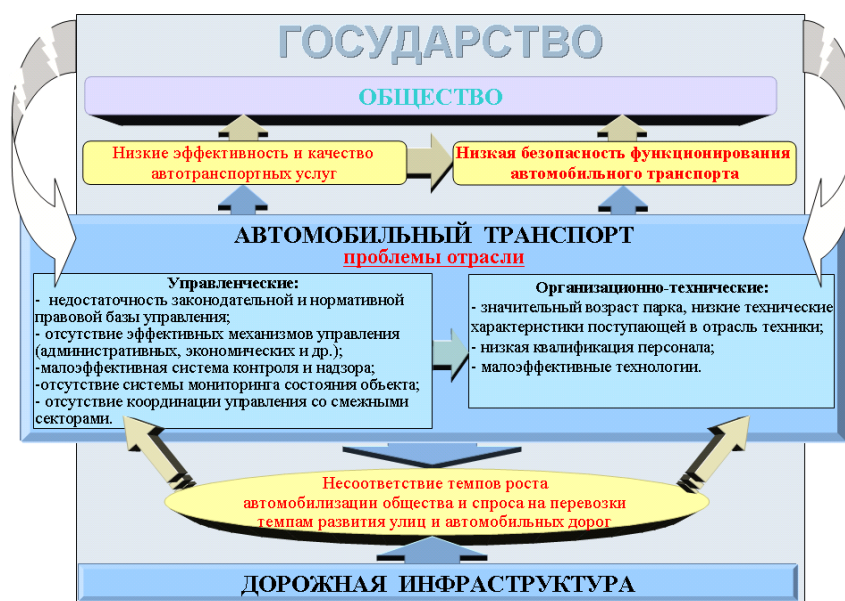 ГОСУДАРСТВО
ОБЩЕСТВО
Низкие эффективность и качество
автотранспортных услуг
Низкая безопасность функционирования
автомобильного транспорта
АВТОМОБИЛЬНЫЙ ТРАНСПОРТ
проблемы отрасли
Управленческие:
- недостаточность законодательной и нормативной
правовой базы управления;
- отсутствие эффективных механизмов управления
(административных, экономических и др.);
-малоэффективная система контроля и надзора;
-отсутствие системы мониторинга состояния объекта;
- отсутствие координации управления со смежными
секторами.
Организационно-технические:
- значительный возраст парка, низкие технические
характеристики поступающей в отрасль техники;
- низкая квалификация персонала;
- малоэффективные технологии.
Несоответствие темпов роста
автомобилизации общества и спроса на перевозки
темпам развития улиц и автомобильных дорог
ДОРОЖНАЯ ИНФРАСТРУКТУРА